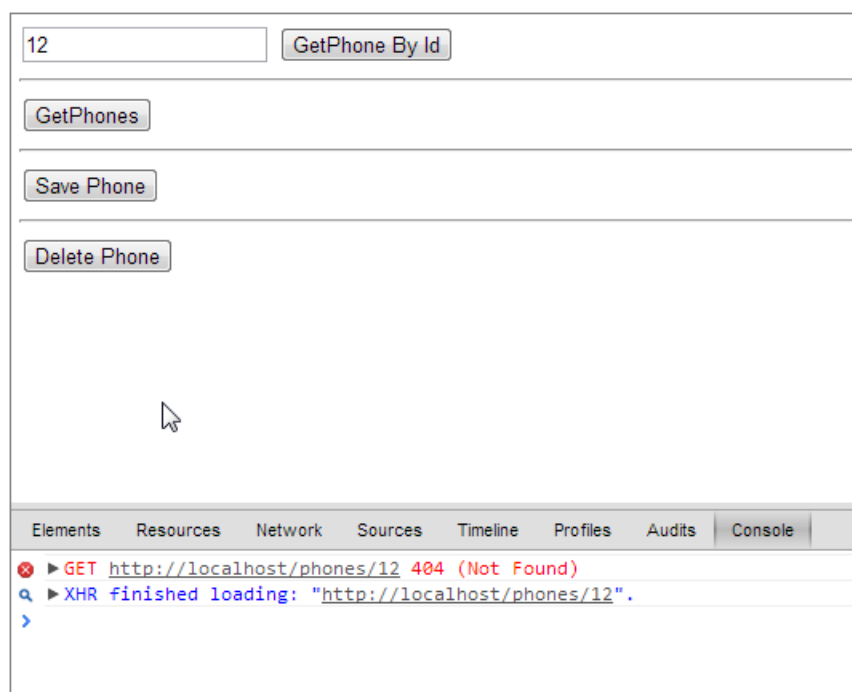 12 GetPhone By Id
GetPhones
Save Phone
Delete Phone
Elements Resources Network Sources Timeline Profiles Audits Console
GET http://localhost/phones/12 404 (Not Found)
XHR finished loading: "http://localhost/phones/12".